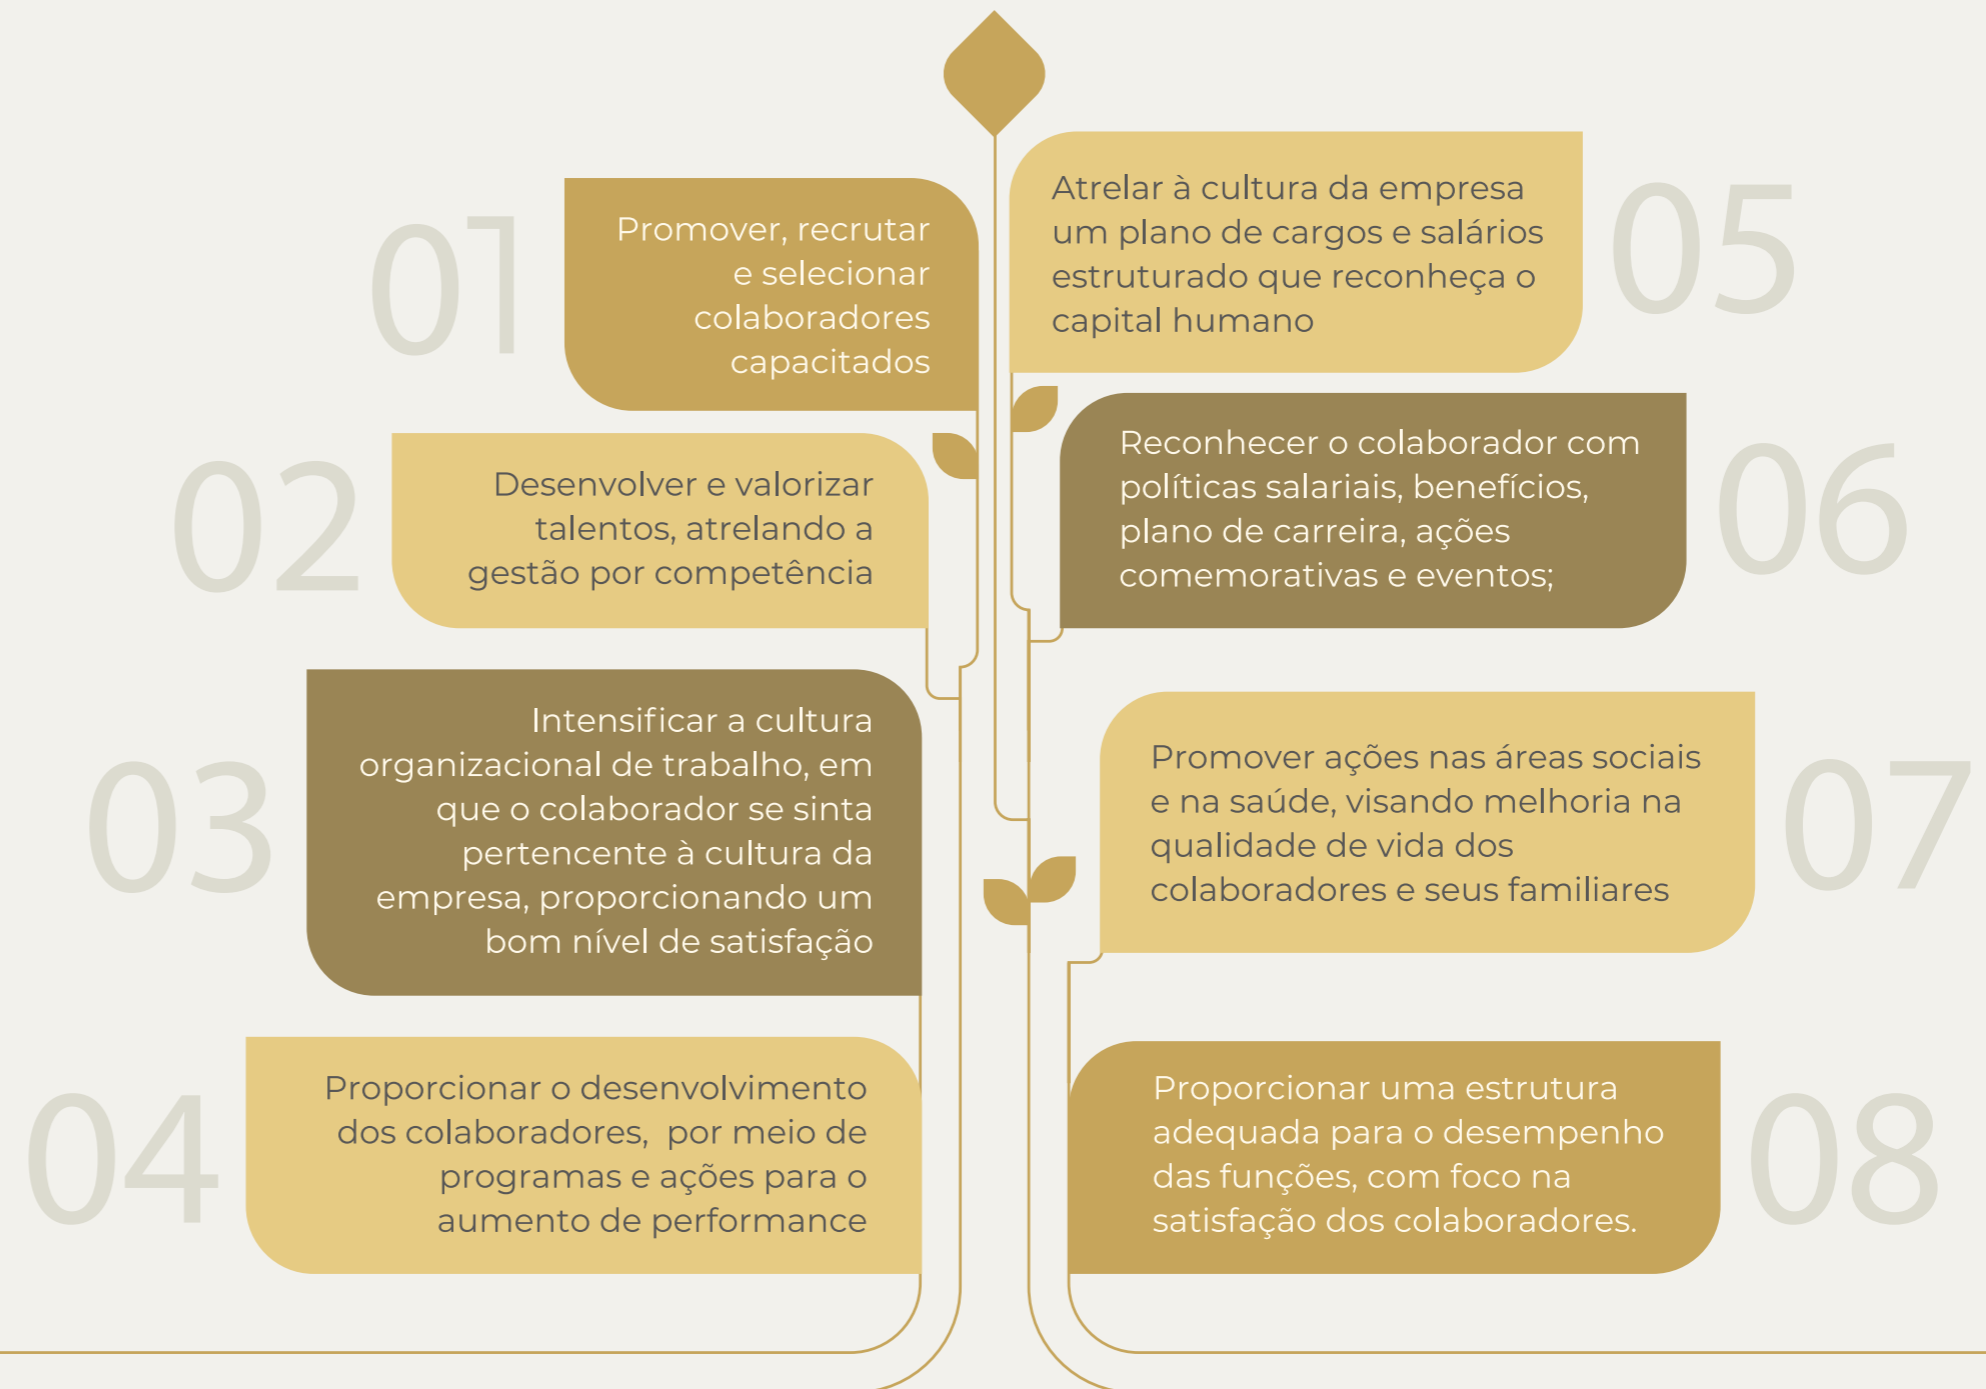 01
Promover, recrutar
e selecionar
colaboradores
capacitados
02
Desenvolver e valorizar
talentos, atrelando a
gestão por competência
03
Intensificar a cultura
organizacional de trabalho, em
que o colaborador se sinta
pertencente à cultura da
empresa, proporcionando um
bom nível de satisfação
04
Proporcionar o desenvolvimento
dos colaboradores,  por meio de
programas e ações para o
aumento de performance
05
Atrelar à cultura da empresa
um plano de cargos e salários
estruturado que reconheça o
capital humano
06
Reconhecer o colaborador com
políticas salariais, benefícios,
plano de carreira, ações
comemorativas e eventos;
07
Promover ações nas áreas sociais
e na saúde, visando melhoria na
qualidade de vida dos
colaboradores e seus familiares
08
Proporcionar uma estrutura
adequada para o desempenho
das funções, com foco na
satisfação dos colaboradores.